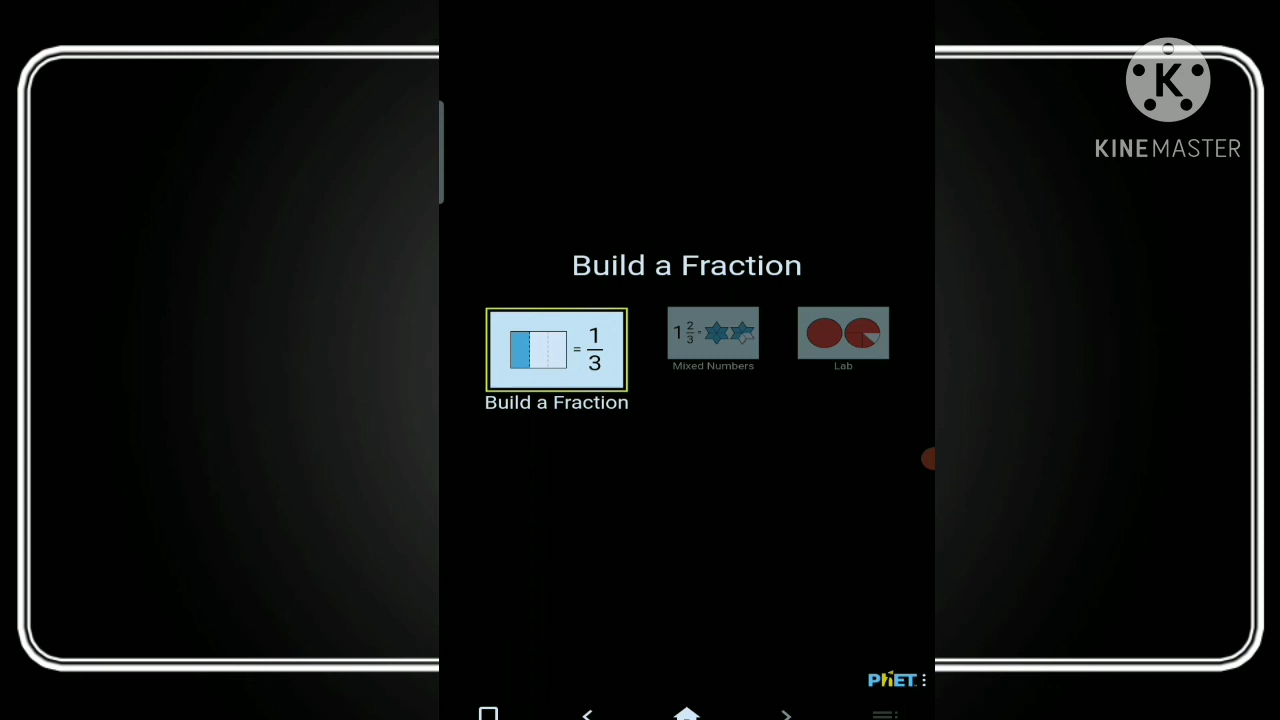 K
KINEMASTER
Build a Fraction
= 1/3
1 2/3 =
Build a Fraction
Mixed Numbers
Lab
PhET